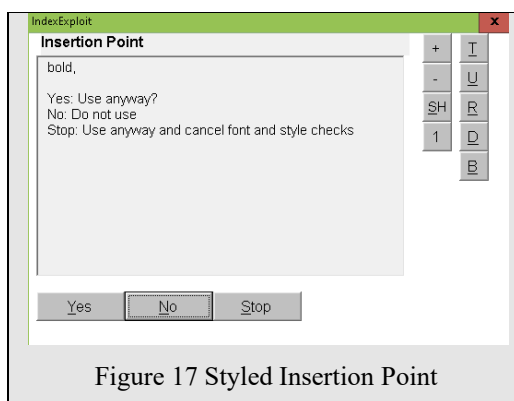 IndexExploit x
Insertion Point
bold,
Yes: Use anyway?
No: Do not use
Stop: Use anyway and cancel font and style checks
+ T
- U
SH R
1 D
B
Yes No Stop
Figure 17 Styled Insertion Point